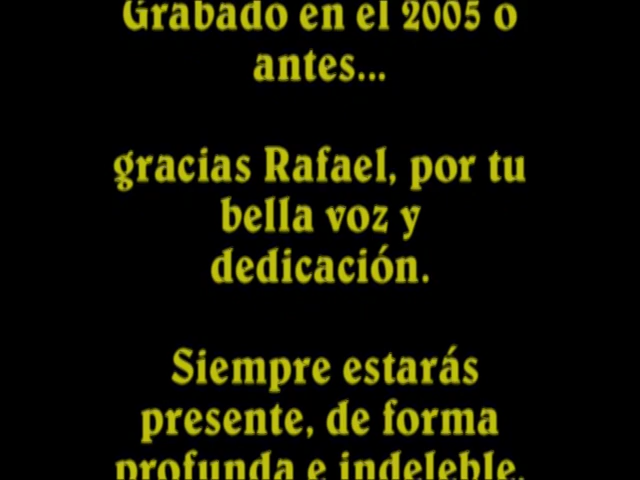 Grabado en el 2005 o
antes...
gracias Rafael, por tu
bella voz y
dedicación.
Siempre estarás
presente, de forma
profunda e indeleble.